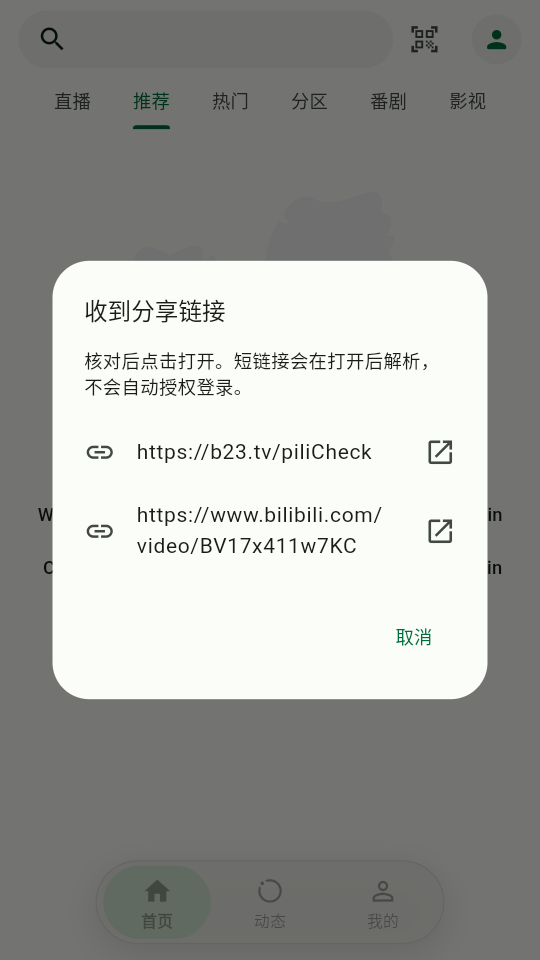 直播 推荐 热门 分区 番剧 影视
收到分享链接
核对后点击打开。短链接会在打开后解析，
不会自动授权登录。
https://b23.tv/piliCheck
https://www.bilibili.com/
video/BV17x411w7KC
取消
首页 动态 我的